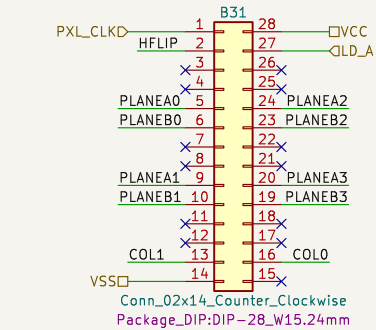 B31
PXL_CLK 1 28 VCC
HFLIP 2 27 LD_A
3 26
4 25
PLANEA0 5 24 PLANEA2
PLANEB0 6 23 PLANEB2
7 22
8 21
PLANEA1 9 20 PLANEA3
PLANEB1 10 19 PLANEB3
11 18
12 17
COL1 13 16 COL0
VSS 14 15
Conn_02x14_Counter_Clockwise
Package_DIP:DIP-28_W15.24mm